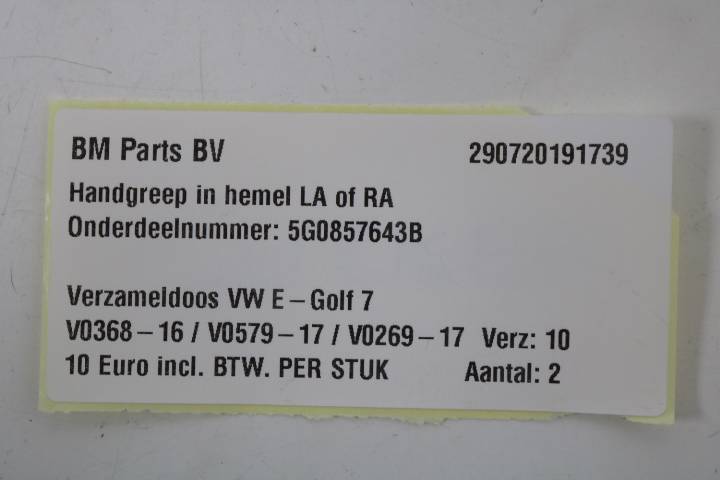 BM Parts BV 290720191739
Handgreep in hemel LA of RA
Onderdeelnummer: 5G0857643B
Verzameldoos VW E-Golf 7
V0368-16 / V0579-17 / V0269-17 Verz: 10
10 Euro incl. BTW. PER STUK Aantal: 2